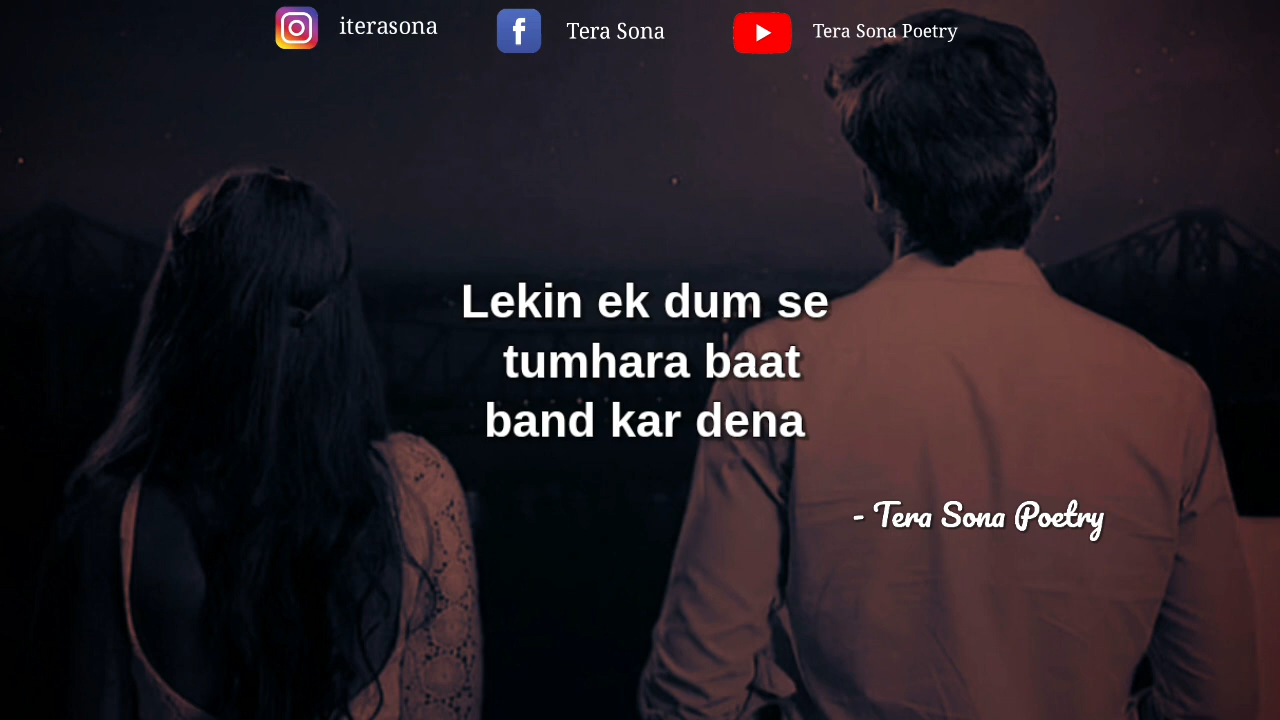 iterasona
Tera Sona
Tera Sona Poetry
Lekin ek dum se
tumhara baat
band kar dena
- Tera Sona Poetry